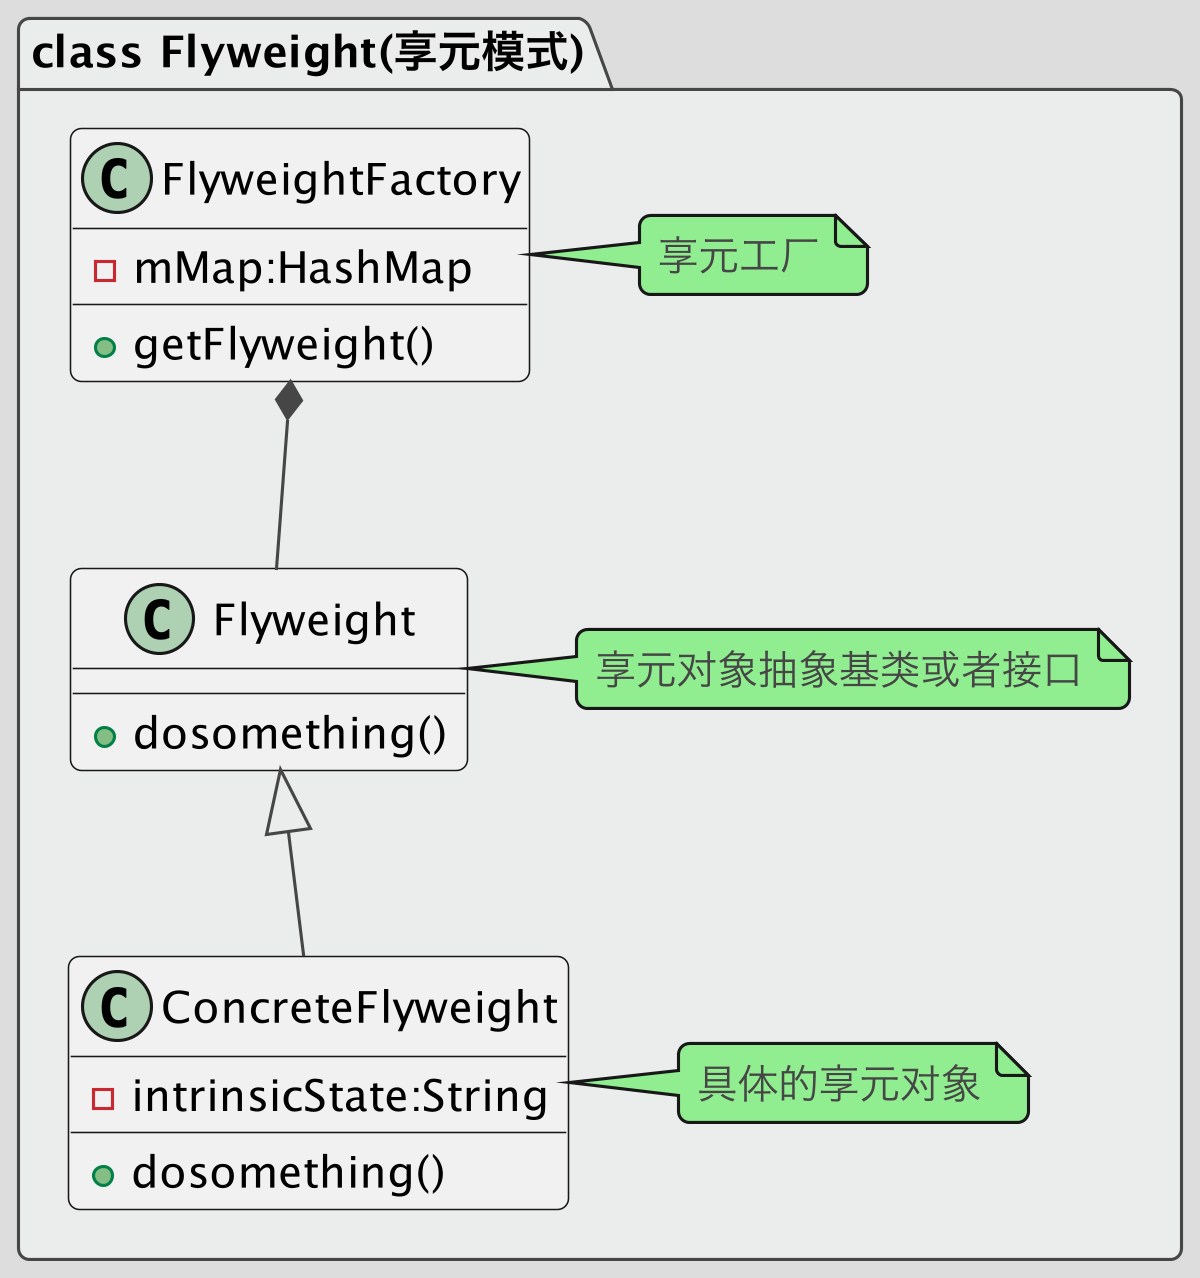 class Flyweight(享元模式)
C FlyweightFactory
mMap:HashMap
getFlyweight()
享元工厂
C Flyweight
dosomething()
享元对象抽象基类或者接口
C ConcreteFlyweight
intrinsicState:String
dosomething()
具体的享元对象